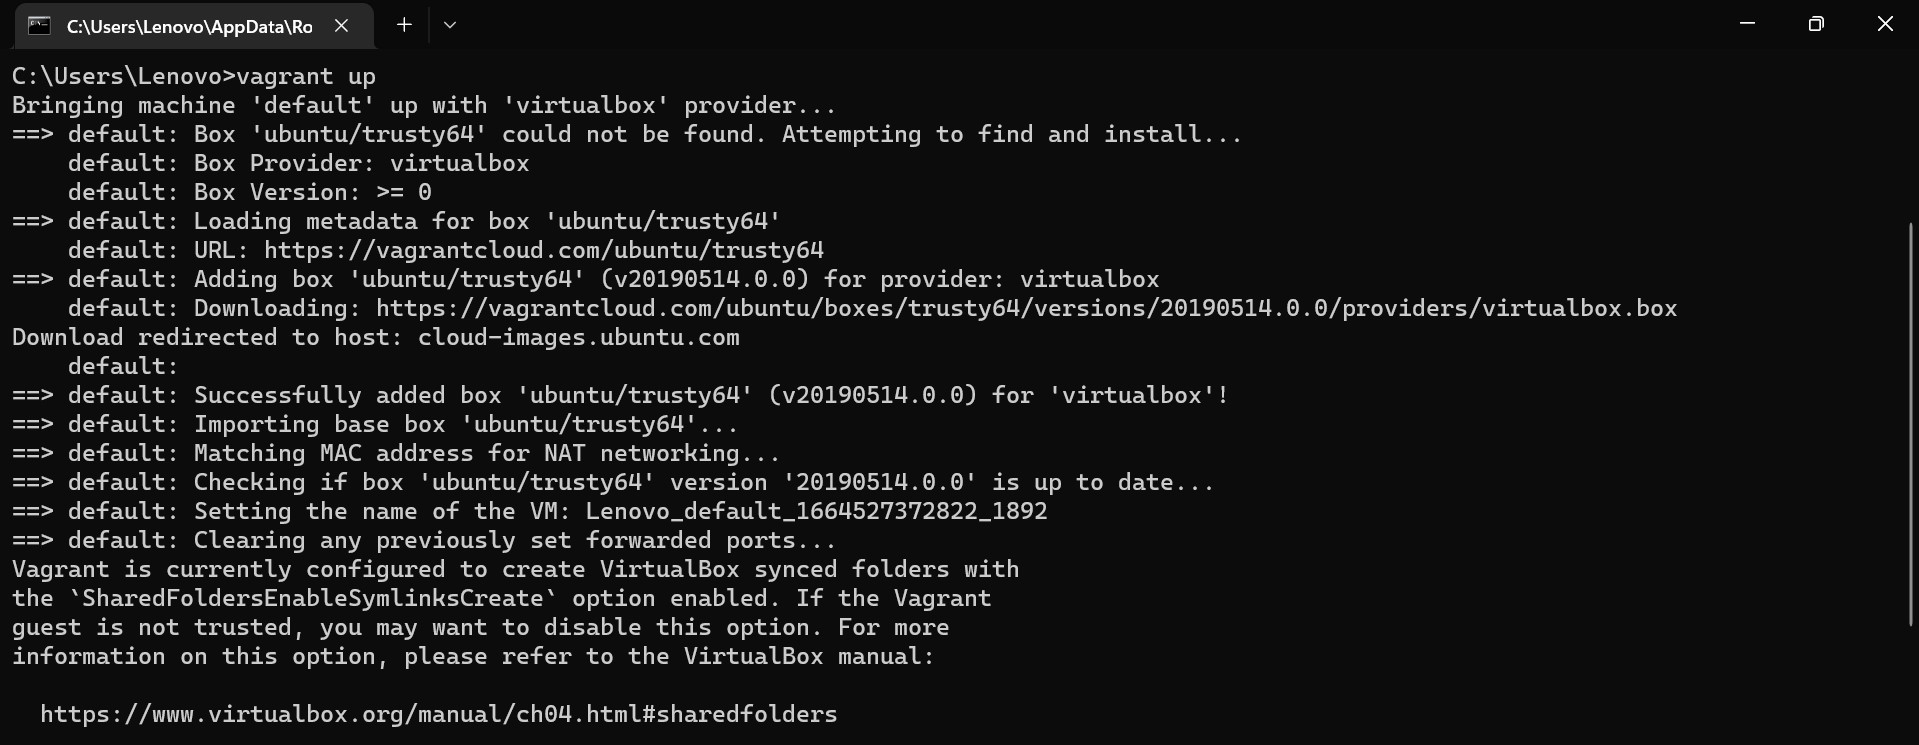 C:\Users\Lenovo\AppData\Ro
C:\Users\Lenovo>vagrant up
Bringing machine 'default' up with 'virtualbox' provider...
==> default: Box 'ubuntu/trusty64' could not be found. Attempting to find and install...
    default: Box Provider: virtualbox
    default: Box Version: >= 0
==> default: Loading metadata for box 'ubuntu/trusty64'
    default: URL: https://vagrantcloud.com/ubuntu/trusty64
==> default: Adding box 'ubuntu/trusty64' (v20190514.0.0) for provider: virtualbox
    default: Downloading: https://vagrantcloud.com/ubuntu/boxes/trusty64/versions/20190514.0.0/providers/virtualbox.box
Download redirected to host: cloud-images.ubuntu.com
    default:
==> default: Successfully added box 'ubuntu/trusty64' (v20190514.0.0) for 'virtualbox'!
==> default: Importing base box 'ubuntu/trusty64'...
==> default: Matching MAC address for NAT networking...
==> default: Checking if box 'ubuntu/trusty64' version '20190514.0.0' is up to date...
==> default: Setting the name of the VM: Lenovo_default_1664527372822_1892
==> default: Clearing any previously set forwarded ports...
Vagrant is currently configured to create VirtualBox synced folders with
the `SharedFoldersEnableSymlinksCreate` option enabled. If the Vagrant
guest is not trusted, you may want to disable this option. For more
information on this option, please refer to the VirtualBox manual:
  https://www.virtualbox.org/manual/ch04.html#sharedfolders